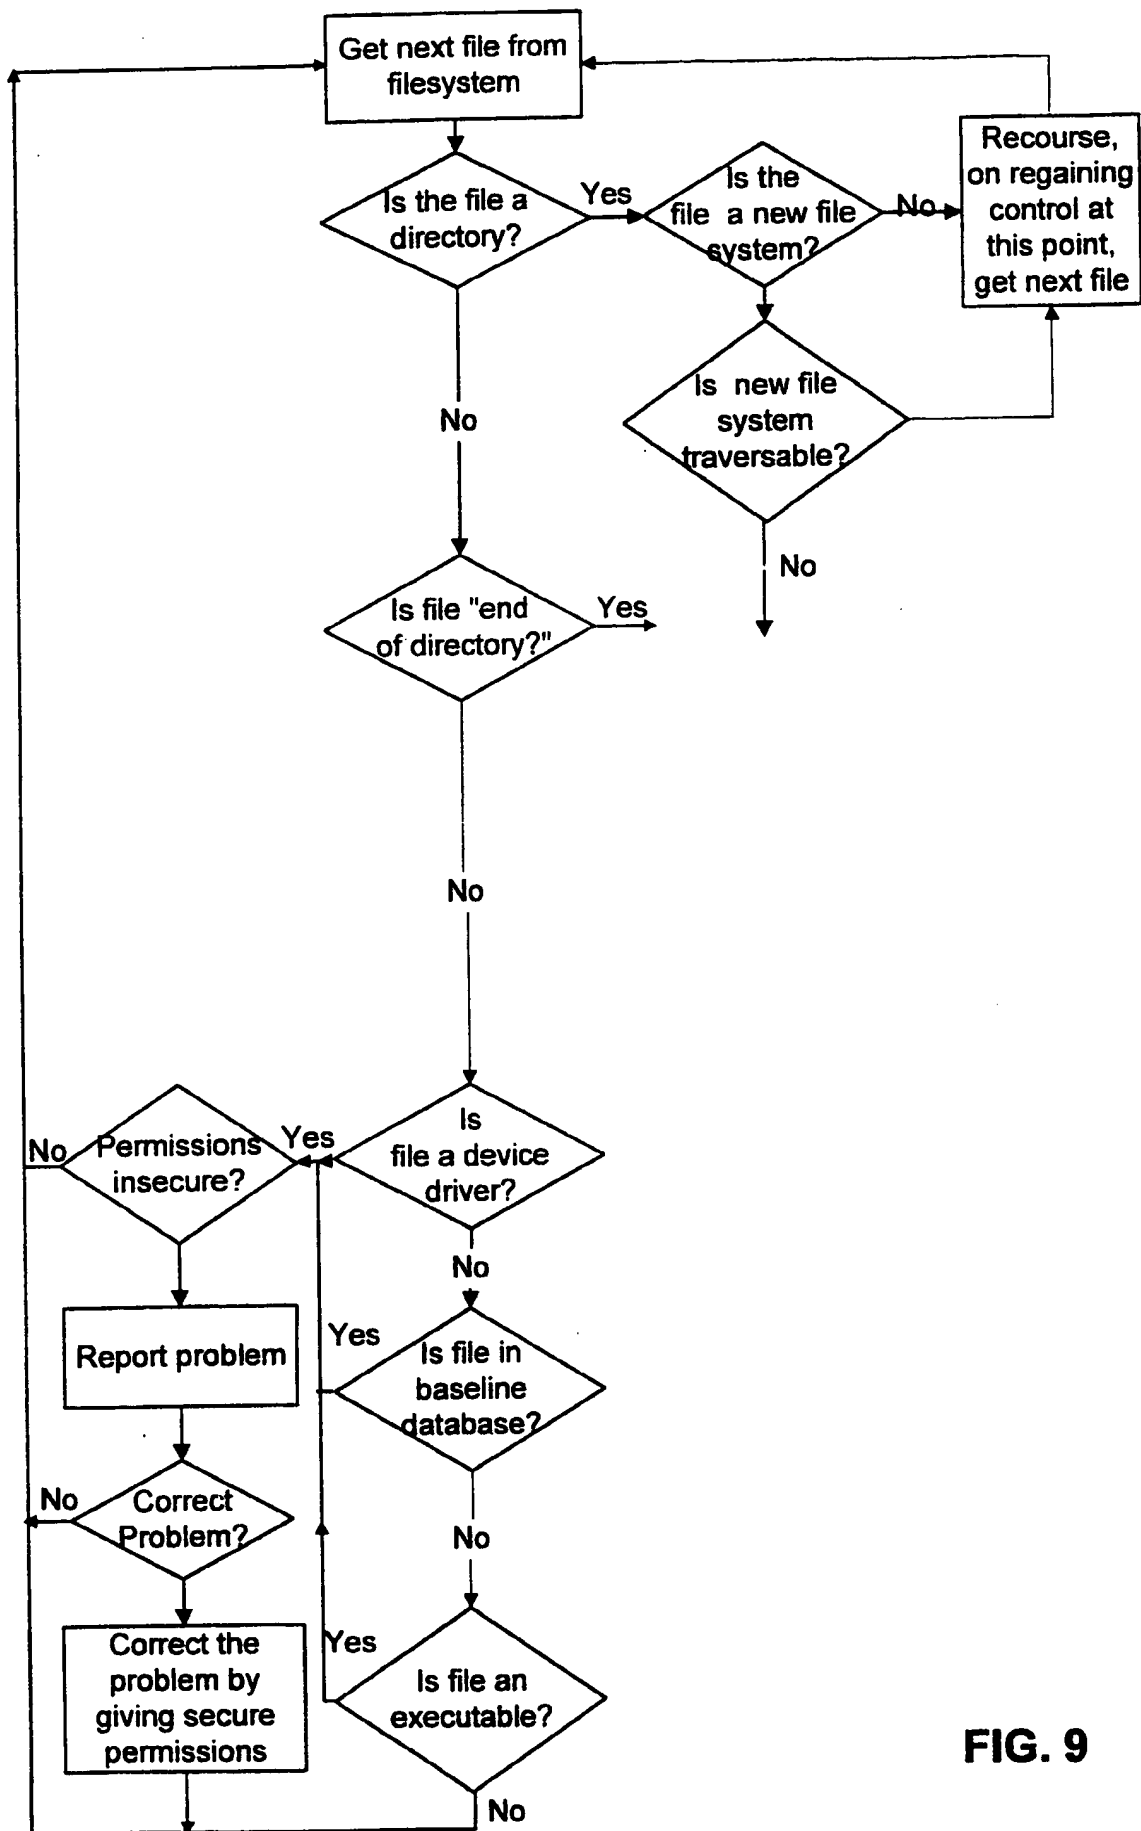 Get next file from
filesystem
Is the file a
directory?
Yes
Is the
file a new file
system?
No
Recourse,
on regaining
control at
this point,
get next file
Is new file
system
traversable?
No
No
Is file "end
of directory?"
Yes
No
Is
file a device
driver?
Yes
Permissions
insecure?
No
No
Report problem
Yes
Is file in
baseline
database?
Correct
Problem?
No
No
Correct the
problem by
giving secure
permissions
Yes
Is file an
executable?
No
FIG. 9